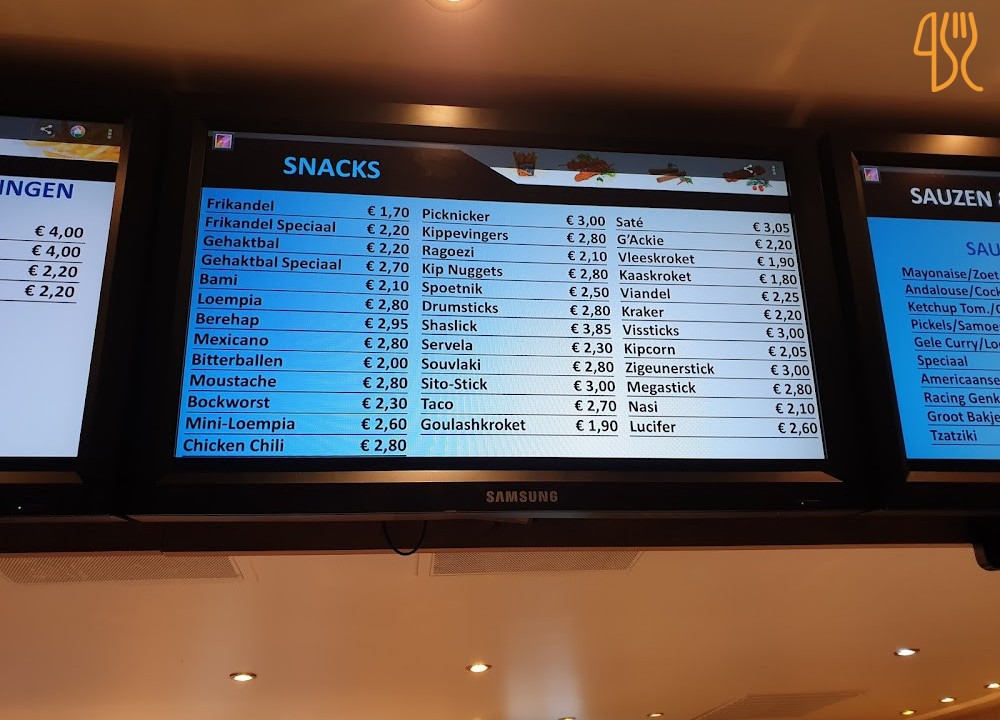 INGEN
€ 4,00
€ 4,00
€ 2,20
€ 2,20
SNACKS
Frikandel € 1,70
Frikandel Speciaal € 2,20
Gehaktbal € 2,20
Gehaktbal Speciaal € 2,70
Bami € 2,10
Loempia € 2,80
Berehap € 2,95
Mexicano € 2,80
Bitterballen € 2,00
Moustache € 2,80
Bockworst € 2,30
Mini-Loempia € 2,60
Chicken Chili € 2,80
Picknicker € 3,00
Kippevingers € 2,80
Ragoezi € 2,10
Kip Nuggets € 2,80
Spoetnik € 2,50
Drumsticks € 2,80
Shaslick € 3,85
Servela € 2,30
Souvlaki € 2,80
Sito-Stick € 3,00
Taco € 2,70
Goulashkroket € 1,90
Saté € 3,05
G'Ackie € 2,20
Vleeskroket € 1,90
Kaaskroket € 1,80
Viandel € 2,25
Kraker € 2,20
Vissticks € 3,00
Kipcorn € 2,05
Zigeunerstick € 3,00
Megastick € 2,80
Nasi € 2,10
Lucifer € 2,60
SAMSUNG
SAUZEN
SAU
Mayonaise/Zoet
Andalouse/Cock
Ketchup Tom./
Pickels/Samo
Gele Curry/Lo
Speciaal
Americaanse
Racing Genk
Groot Bakje
Tzatziki